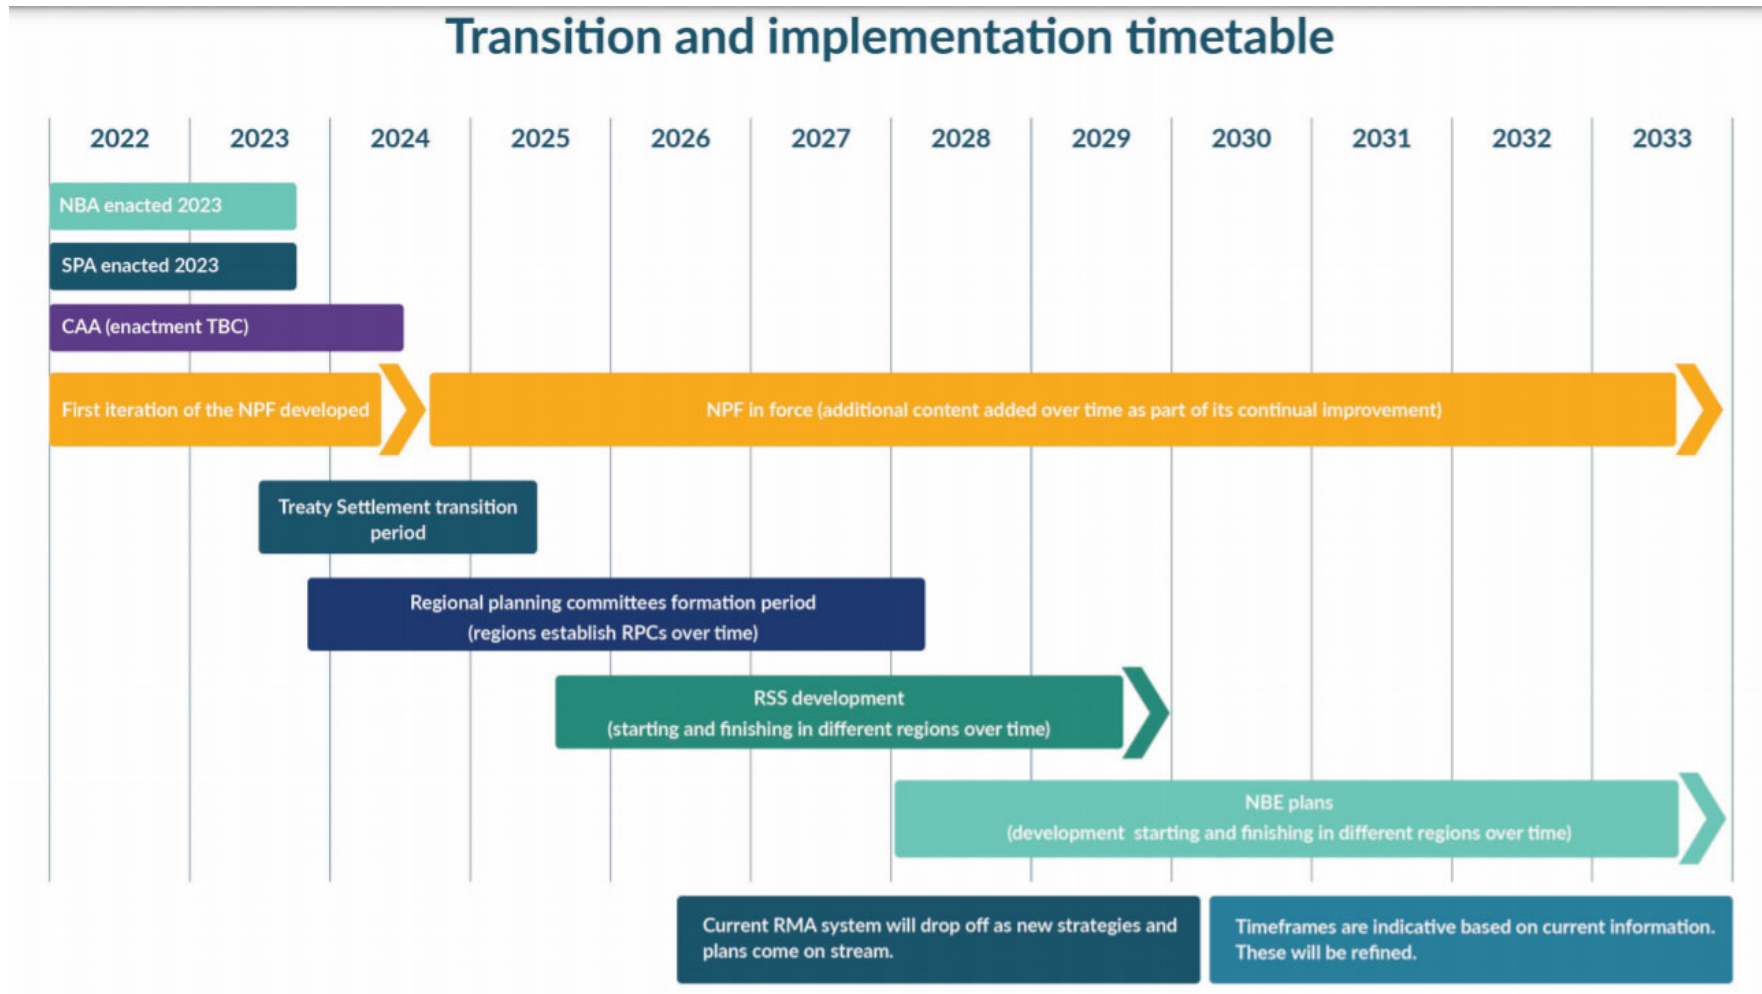 Transition and implementation timetable
2022 2023 2024 2025 2026 2027 2028 2029 2030 2031 2032 2033
NBA enacted 2023
SPA enacted 2023
CAA (enactment TBC)
First iteration of the NPF developed
NPF in force (additional content added over time as part of its continual improvement)
Treaty Settlement transition
period
Regional planning committees formation period
(regions establish RPCs over time)
RSS development
(starting and finishing in different regions over time)
NBE plans
(development starting and finishing in different regions over time)
Current RMA system will drop off as new strategies and
plans come on stream.
Timeframes are indicative based on current information.
These will be refined.